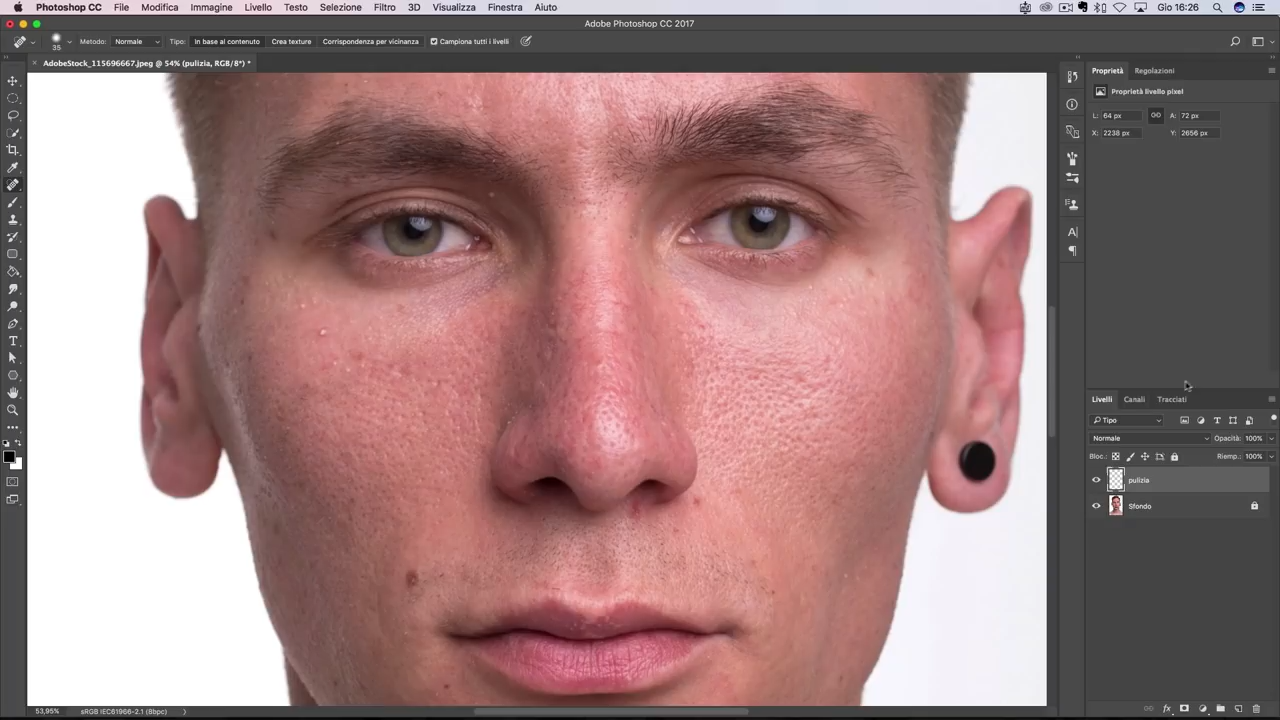 Photoshop CC File Modifica Immagine Livello Testo Selezione Filtro 3D Visualizza Finestra Aiuto Gio 16:26
Adobe Photoshop CC 2017
35 Metodo: Normale Tipo: In base al contenuto Crea texture Corrispondenza per vicinanza Campiona tutti i livelli
AdobeStock_115696667.jpeg @ 54% (pulizia, RGB/8*) *
Proprietà Regolazioni
Proprietà livello pixel
L: 64 px A: 72 px
X: 2238 px Y: 2656 px
Livelli Canali Tracciati
Tipo
Normale Opacità: 100%
Bloc.: Riemp.: 100%
pulizia
Sfondo
53,95% sRGB IEC61966-2.1 (8bpc)